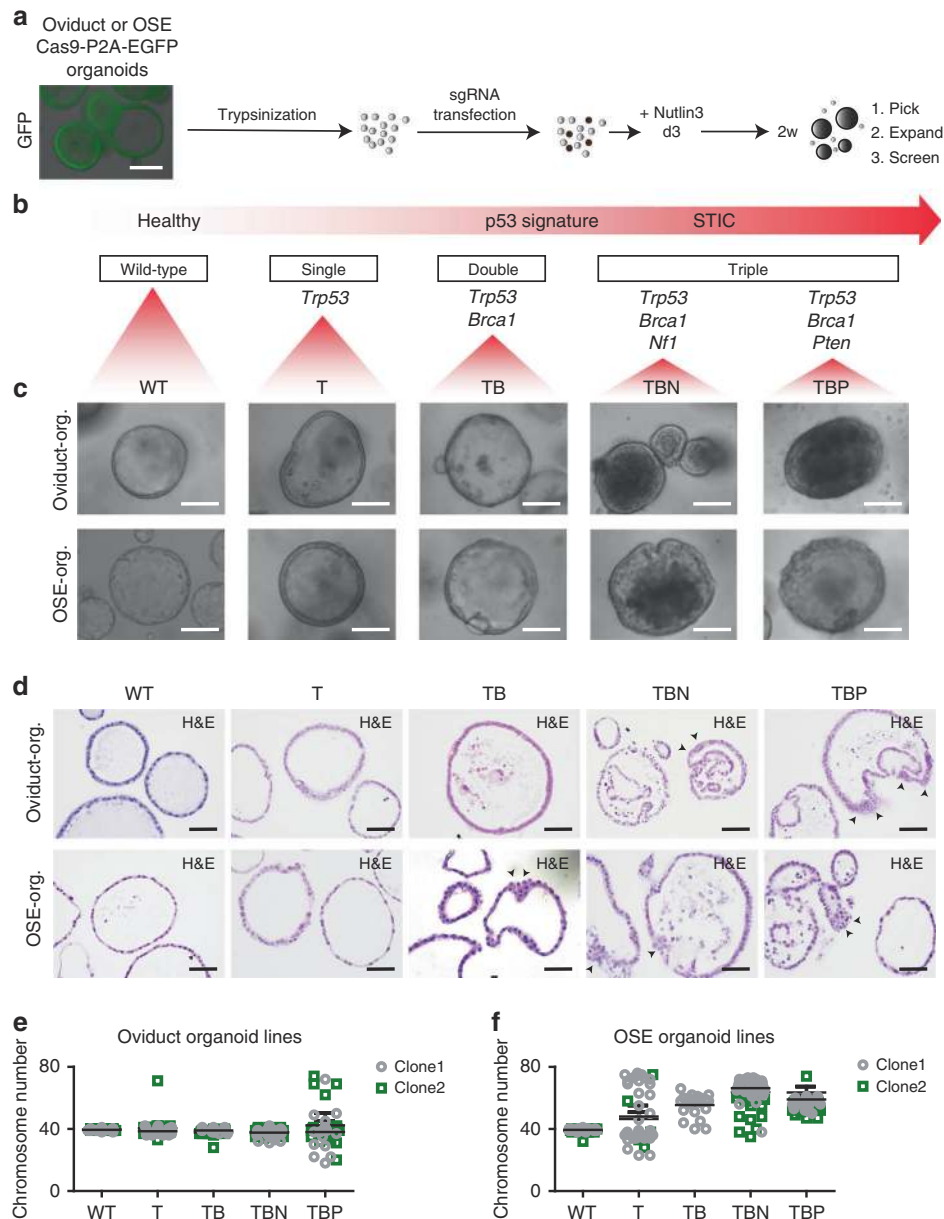 a
Oviduct or OSE
Cas9-P2A-EGFP
organoids
GFP
Trypsinization
sgRNA
transfection
+ Nutlin3
d3
2w
1. Pick
2. Expand
3. Screen
b
Healthy
p53 signature
STIC
Wild-type
Single
Double
Triple
Trp53
Trp53
Brca1
Trp53
Brca1
Nf1
Trp53
Brca1
Pten
c
WT
T
TB
TBN
TBP
Oviduct-org.
OSE-org.
d
WT
T
TB
TBN
TBP
Oviduct-org.
H&E
H&E
H&E
H&E
H&E
OSE-org.
H&E
H&E
H&E
H&E
H&E
e
Oviduct organoid lines
Chromosome number
80
40
0
WT
T
TB
TBN
TBP
Clone1
Clone2
f
OSE organoid lines
Chromosome number
80
40
0
WT
T
TB
TBN
TBP
Clone1
Clone2